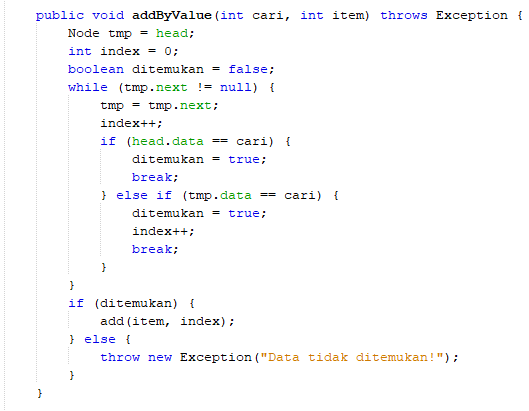 public void addByValue(int cari, int item) throws Exception {
    Node tmp = head;
    int index = 0;
    boolean ditemukan = false;
    while (tmp.next != null) {
        tmp = tmp.next;
        index++;
        if (head.data == cari) {
            ditemukan = true;
            break;
        } else if (tmp.data == cari) {
            ditemukan = true;
            index++;
            break;
        }
    }
    if (ditemukan) {
        add(item, index);
    } else {
        throw new Exception("Data tidak ditemukan!");
    }
}